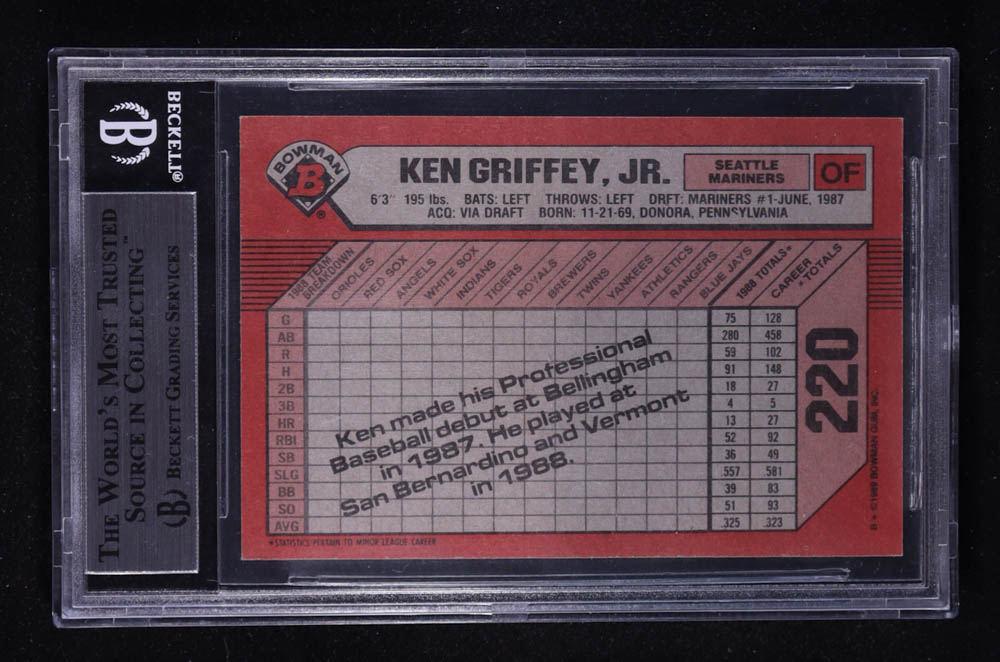 BECKETT®
B
THE WORLD'S MOST TRUSTED
SOURCE IN COLLECTING™
B BECKETT GRADING SERVICES
BOWMAN
B
®
KEN GRIFFEY, JR.
SEATTLE
MARINERS
OF
6'3" 195 lbs. BATS: LEFT THROWS: LEFT DRFT: MARINERS #1-JUNE, 1987
ACQ: VIA DRAFT BORN: 11-21-69, DONORA, PENNSYLVANIA
1988 TEAM
BREAKDOWN
ORIOLES
RED SOX
ANGELS
WHITE SOX
INDIANS
TIGERS
ROYALS
BREWERS
TWINS
YANKEES
ATHLETICS
RANGERS
BLUE JAYS
1988 TOTALS*
CAREER
*TOTALS
G 75 128
AB 280 458
R 59 102
H 91 148
2B 18 27
3B 4 5
HR 13 27
RBI 52 92
SB 36 49
SLG 557 581
BB 39 83
SO 51 93
AVG .325 .323
Ken made his Professional
Baseball debut at Bellingham
in 1987. He played at
San Bernardino and Vermont
in 1988.
220
*STATISTICS PERTAIN TO MINOR LEAGUE CAREER
B * ©1989 BOWMAN GUM, INC.